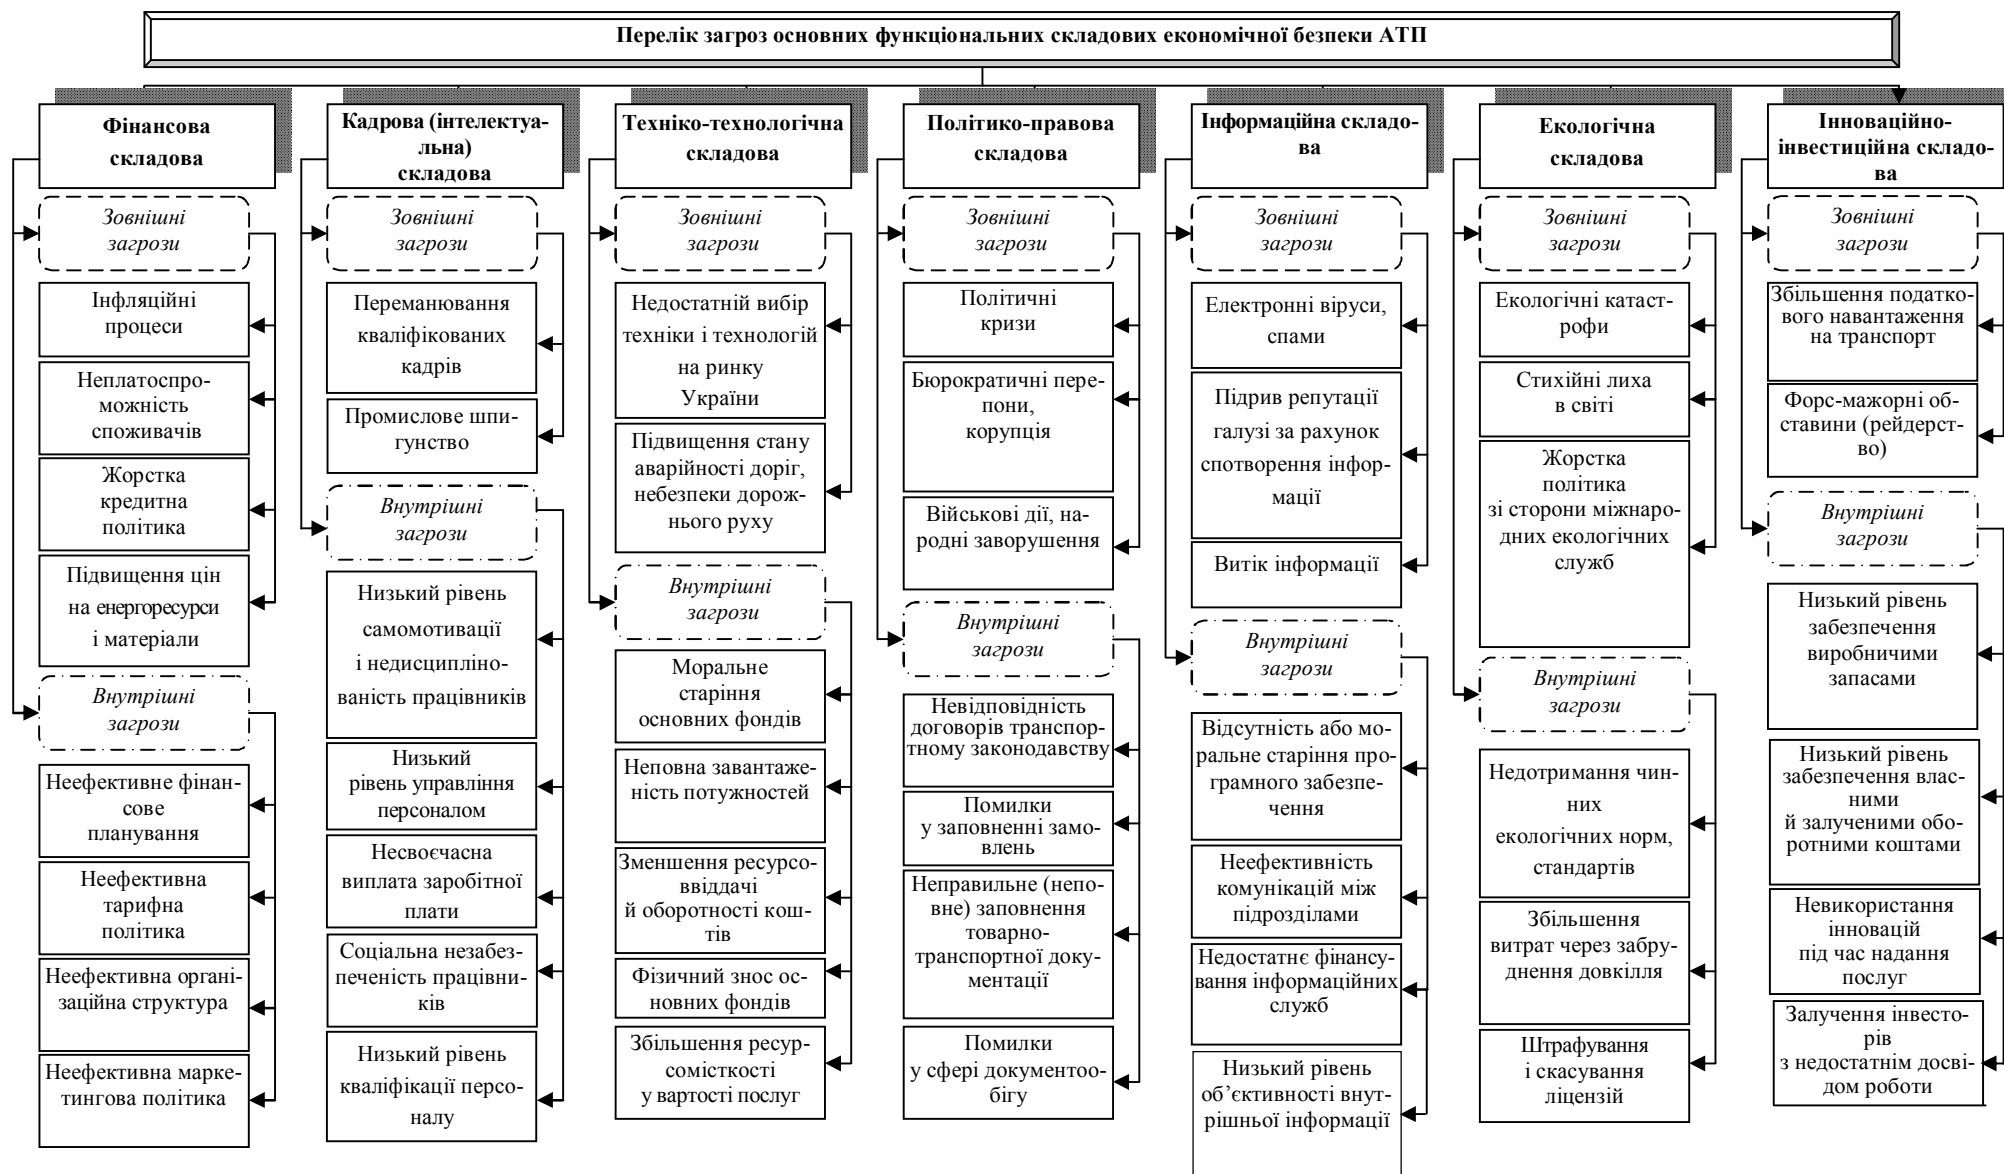 Перелік загроз основних функціональних складових економічної безпеки АТП
Фінансова
складова
Зовнішні
загрози
Інфляційні
процеси
Неплатоспро-
можність
споживачів
Жорстка
кредитна
політика
Підвищення цін
на енергоресурси
і матеріали
Внутрішні
загрози
Неефективне фінан-
сове
планування
Неефективна
тарифна
політика
Неефективна органі-
заційна структура
Неефективна марке-
тингова політика
Кадрова (інтелектуа-
льна)
складова
Зовнішні
загрози
Переманювання
кваліфікованих
кадрів
Промислове шпи-
гунство
Внутрішні
загрози
Низький рівень
самомотивації
і недисципліно-
ваність працівників
Низький
рівень управління
персоналом
Несвоєчасна
виплата заробітної
плати
Соціальна незабез-
печеність працівни-
ків
Низький рівень
кваліфікації персо-
налу
Техніко-технологічна
складова
Зовнішні
загрози
Недостатній вибір
техніки і технологій
на ринку
України
Підвищення стану
аварійності доріг,
небезпеки дорож-
нього руху
Внутрішні
загрози
Моральне
старіння
основних фондів
Неповна завантаже-
ність потужностей
Зменшення ресурсо-
ввіддачі
й оборотності кош-
тів
Фізичний знос ос-
новних фондів
Збільшення ресур-
сомісткості
у вартості послуг
Політико-правова
складова
Зовнішні
загрози
Політичні
кризи
Бюрократичні пере-
пони,
корупція
Військові дії, на-
родні заворушення
Внутрішні
загрози
Невідповідність
договорів транспор-
тному законодавству
Помилки
у заповненні замо-
влень
Неправильне (непо-
вне) заповнення
товарно-
транспортної доку-
ментації
Помилки
у сфері документоо-
бігу
Інформаційна складо-
ва
Зовнішні
загрози
Електронні віруси,
спами
Підрив репутації
галузі за рахунок
спотворення інфор-
мації
Витік інформації
Внутрішні
загрози
Відсутність або мо-
ральне старіння про-
грамного забезпе-
чення
Неефективність
комунікацій між
підрозділами
Недостатнє фінансу-
вання інформаційних
служб
Низький рівень
об’єктивності внут-
рішньої інформації
Екологічна
складова
Зовнішні
загрози
Екологічні катаст-
рофи
Стихійні лиха
в світі
Жорстка
політика
зі сторони міжнаро-
дних екологічних
служб
Внутрішні
загрози
Недотримання чин-
них
екологічних норм,
стандартів
Збільшення
витрат через забру-
днення довкілля
Штрафування
і скасування
ліцензій
Інноваційно-
інвестиційна складо-
ва
Зовнішні
загрози
Збільшення податко-
вого навантаження
на транспорт
Форс-мажорні об-
ставини (рейдерст-
во)
Внутрішні
загрози
Низький рівень
забезпечення
виробничими
запасами
Низький рівень
забезпечення влас-
ними
й залученими обо-
ротними коштами
Невикористання
інновацій
під час надання
послуг
Залучення інвесто-
рів
з недостатнім досві-
дом роботи